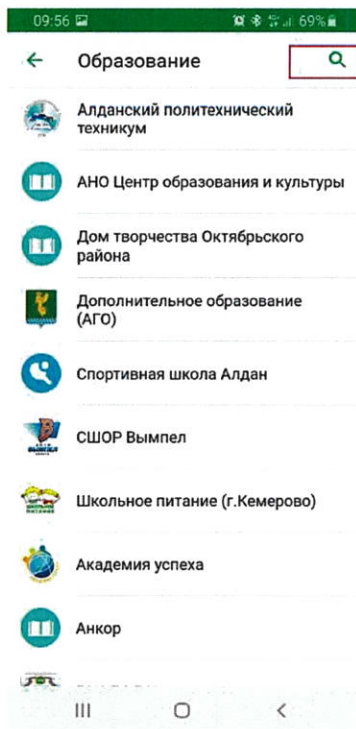 09:56 69%
Образование
Алданский политехнический
техникум
АНО Центр образования и культуры
Дом творчества Октябрьского
района
Дополнительное образование
(АГО)
Спортивная школа Алдан
СШОР Вымпел
Школьное питание (г.Кемерово)
Академия успеха
Анкор